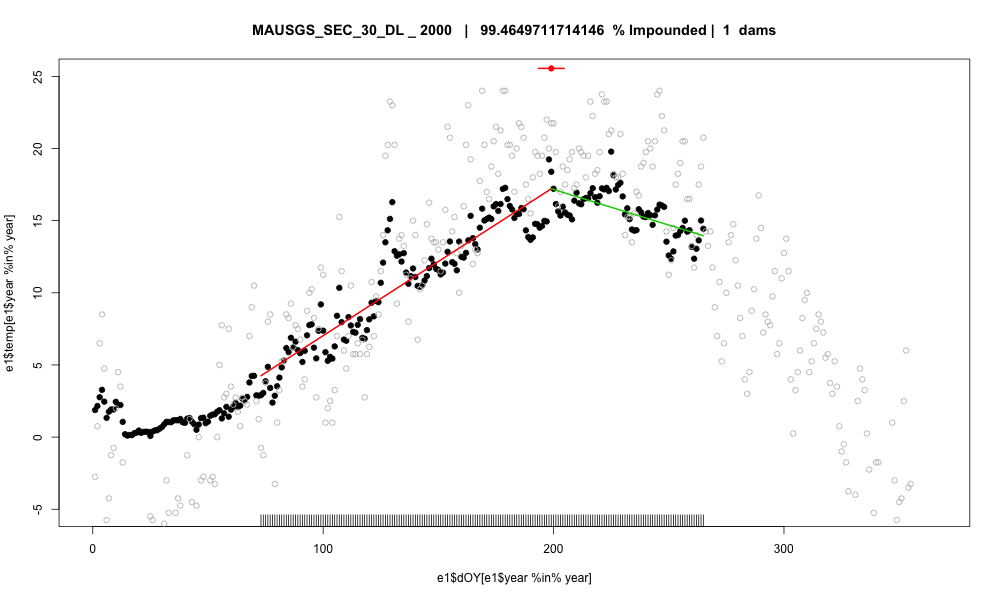 MAUSGS_SEC_30_DL _ 2000 | 99.4649711714146 % Impounded | 1 dams
25
20
15
10
5
0
-5
e1$temp[e1$year %in% year]
0 100 200 300
e1$dOY[e1$year %in% year]